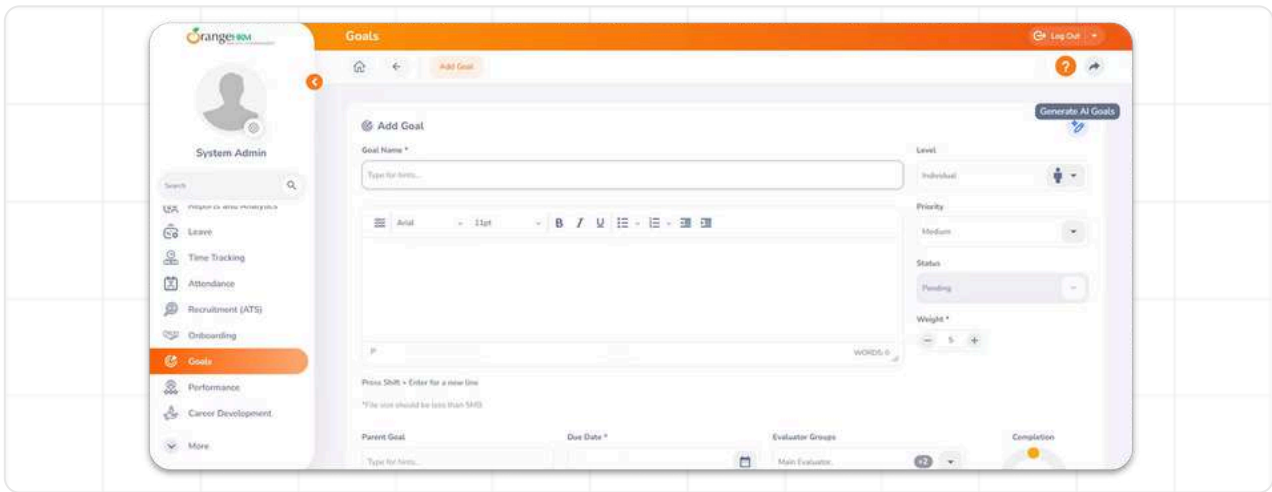 OrangeHRM
Goals
Log Out
Add Goal
?
Generate AI Goals
System Admin
Search
Reports and Analytics
Leave
Time Tracking
Attendance
Recruitment (ATS)
Onboarding
Goals
Performance
Career Development
More
Add Goal
Goal Name *
Type for hints...
Arial
11pt
B I U
P
WORDS: 0
Press Shift + Enter for a new line
*File size should be less than 5MB
Level
Individual
Priority
Medium
Status
Pending
Weight *
− 5 +
Parent Goal
Due Date *
Evaluator Groups
Completion
Type for hints...
Main Evaluator,
+2